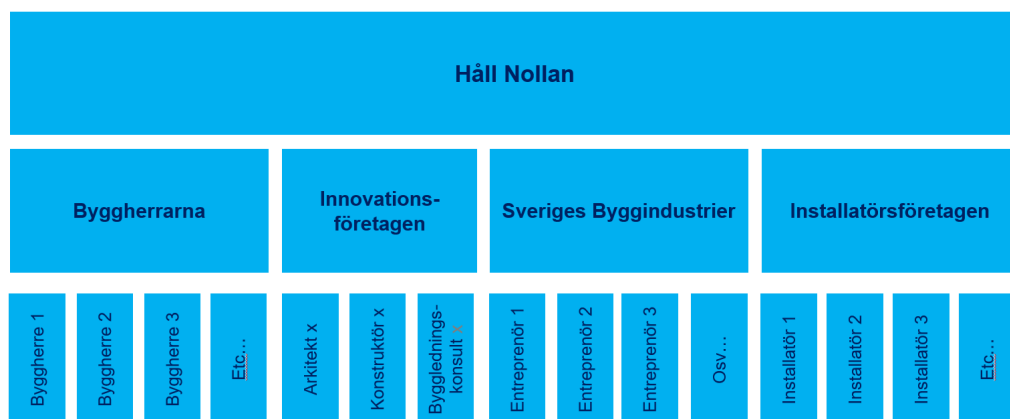 Håll Nollan
Byggherrarna
Innovations-
företagen
Sveriges Byggindustrier
Installatörsföretagen
Byggherre 1
Byggherre 2
Byggherre 3
Etc...
Arkitekt x
Konstruktör x
Bygglednings-
konsult x
Entreprenör 1
Entreprenör 2
Entreprenör 3
Osv...
Installatör 1
Installatör 2
Installatör 3
Etc...